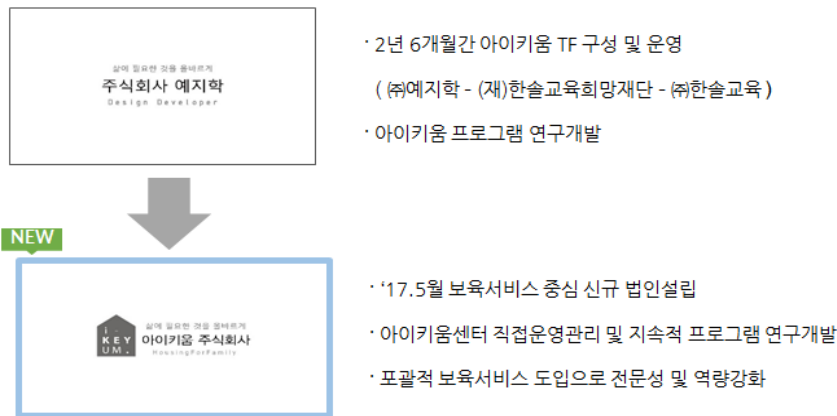 삶에 필요한 것을 올바르게
주식회사 예지학
Design Developer
· 2년 6개월간 아이키움 TF 구성 및 운영
( ㈜예지학 - (재)한솔교육희망재단 - ㈜한솔교육 )
· 아이키움 프로그램 연구개발
NEW
i.
KEY
UM.
삶에 필요한 것을 올바르게
아이키움 주식회사
HousingForFamily
· ‘17.5월 보육서비스 중심 신규 법인설립
· 아이키움센터 직접운영관리 및 지속적 프로그램 연구개발
· 포괄적 보육서비스 도입으로 전문성 및 역량강화